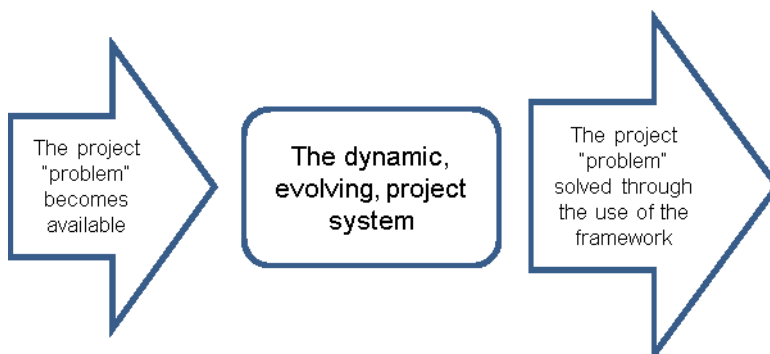 The project
"problem"
becomes
available
The dynamic,
evolving, project
system
The project
"problem"
solved through
the use of the
framework